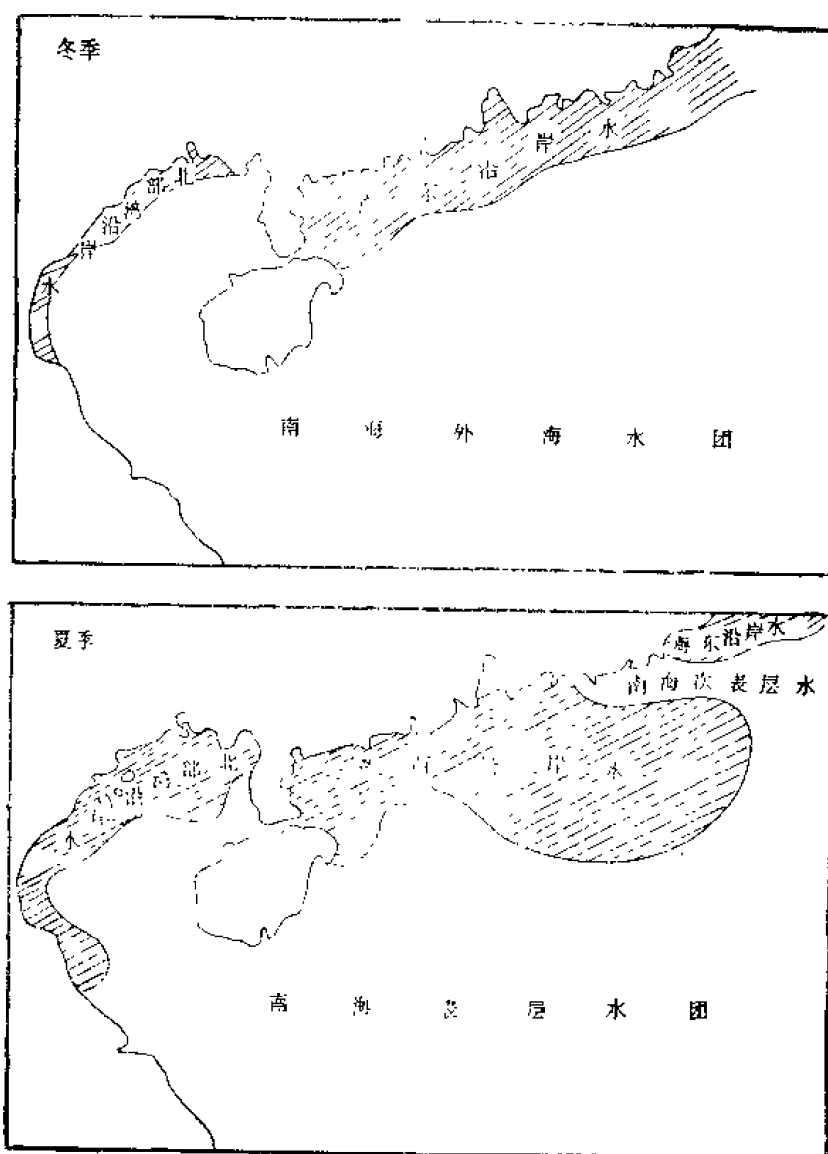 冬季
北部湾沿岸水
东沿岸水
南海外海水团
夏季
粤东沿岸水
南海次表层水
北部
沿
水
岸水
南海表层水团